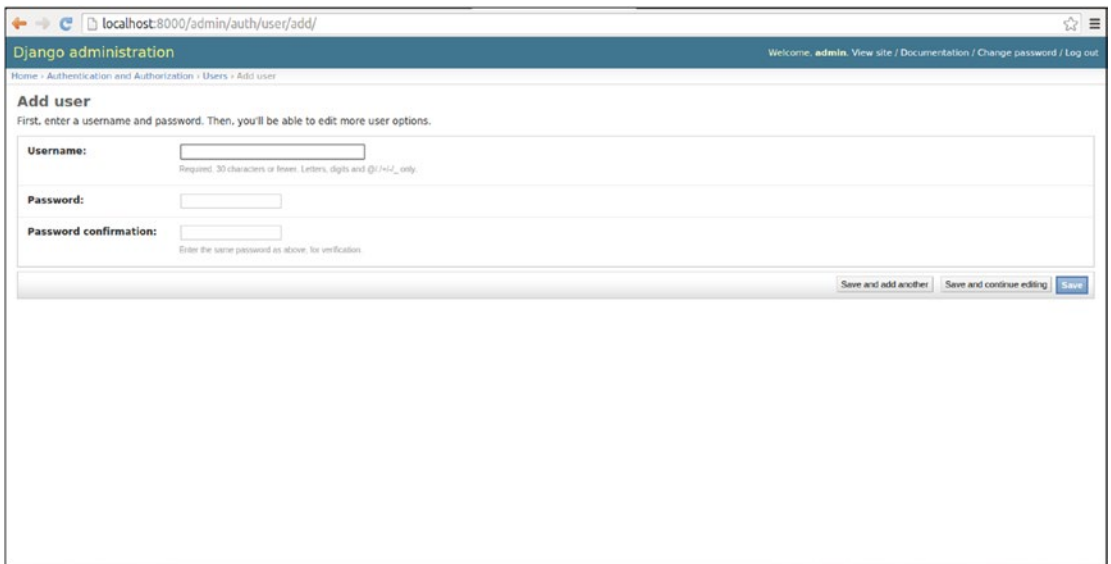 localhost:8000/admin/auth/user/add/
Django administration
Welcome, admin. View site / Documentation / Change password / Log out
Home › Authentication and Authorization › Users › Add user
Add user
First, enter a username and password. Then, you'll be able to edit more user options.
Username:
Required. 30 characters or fewer. Letters, digits and @/./+/-/_ only.
Password:
Password confirmation:
Enter the same password as above, for verification.
Save and add another
Save and continue editing
Save